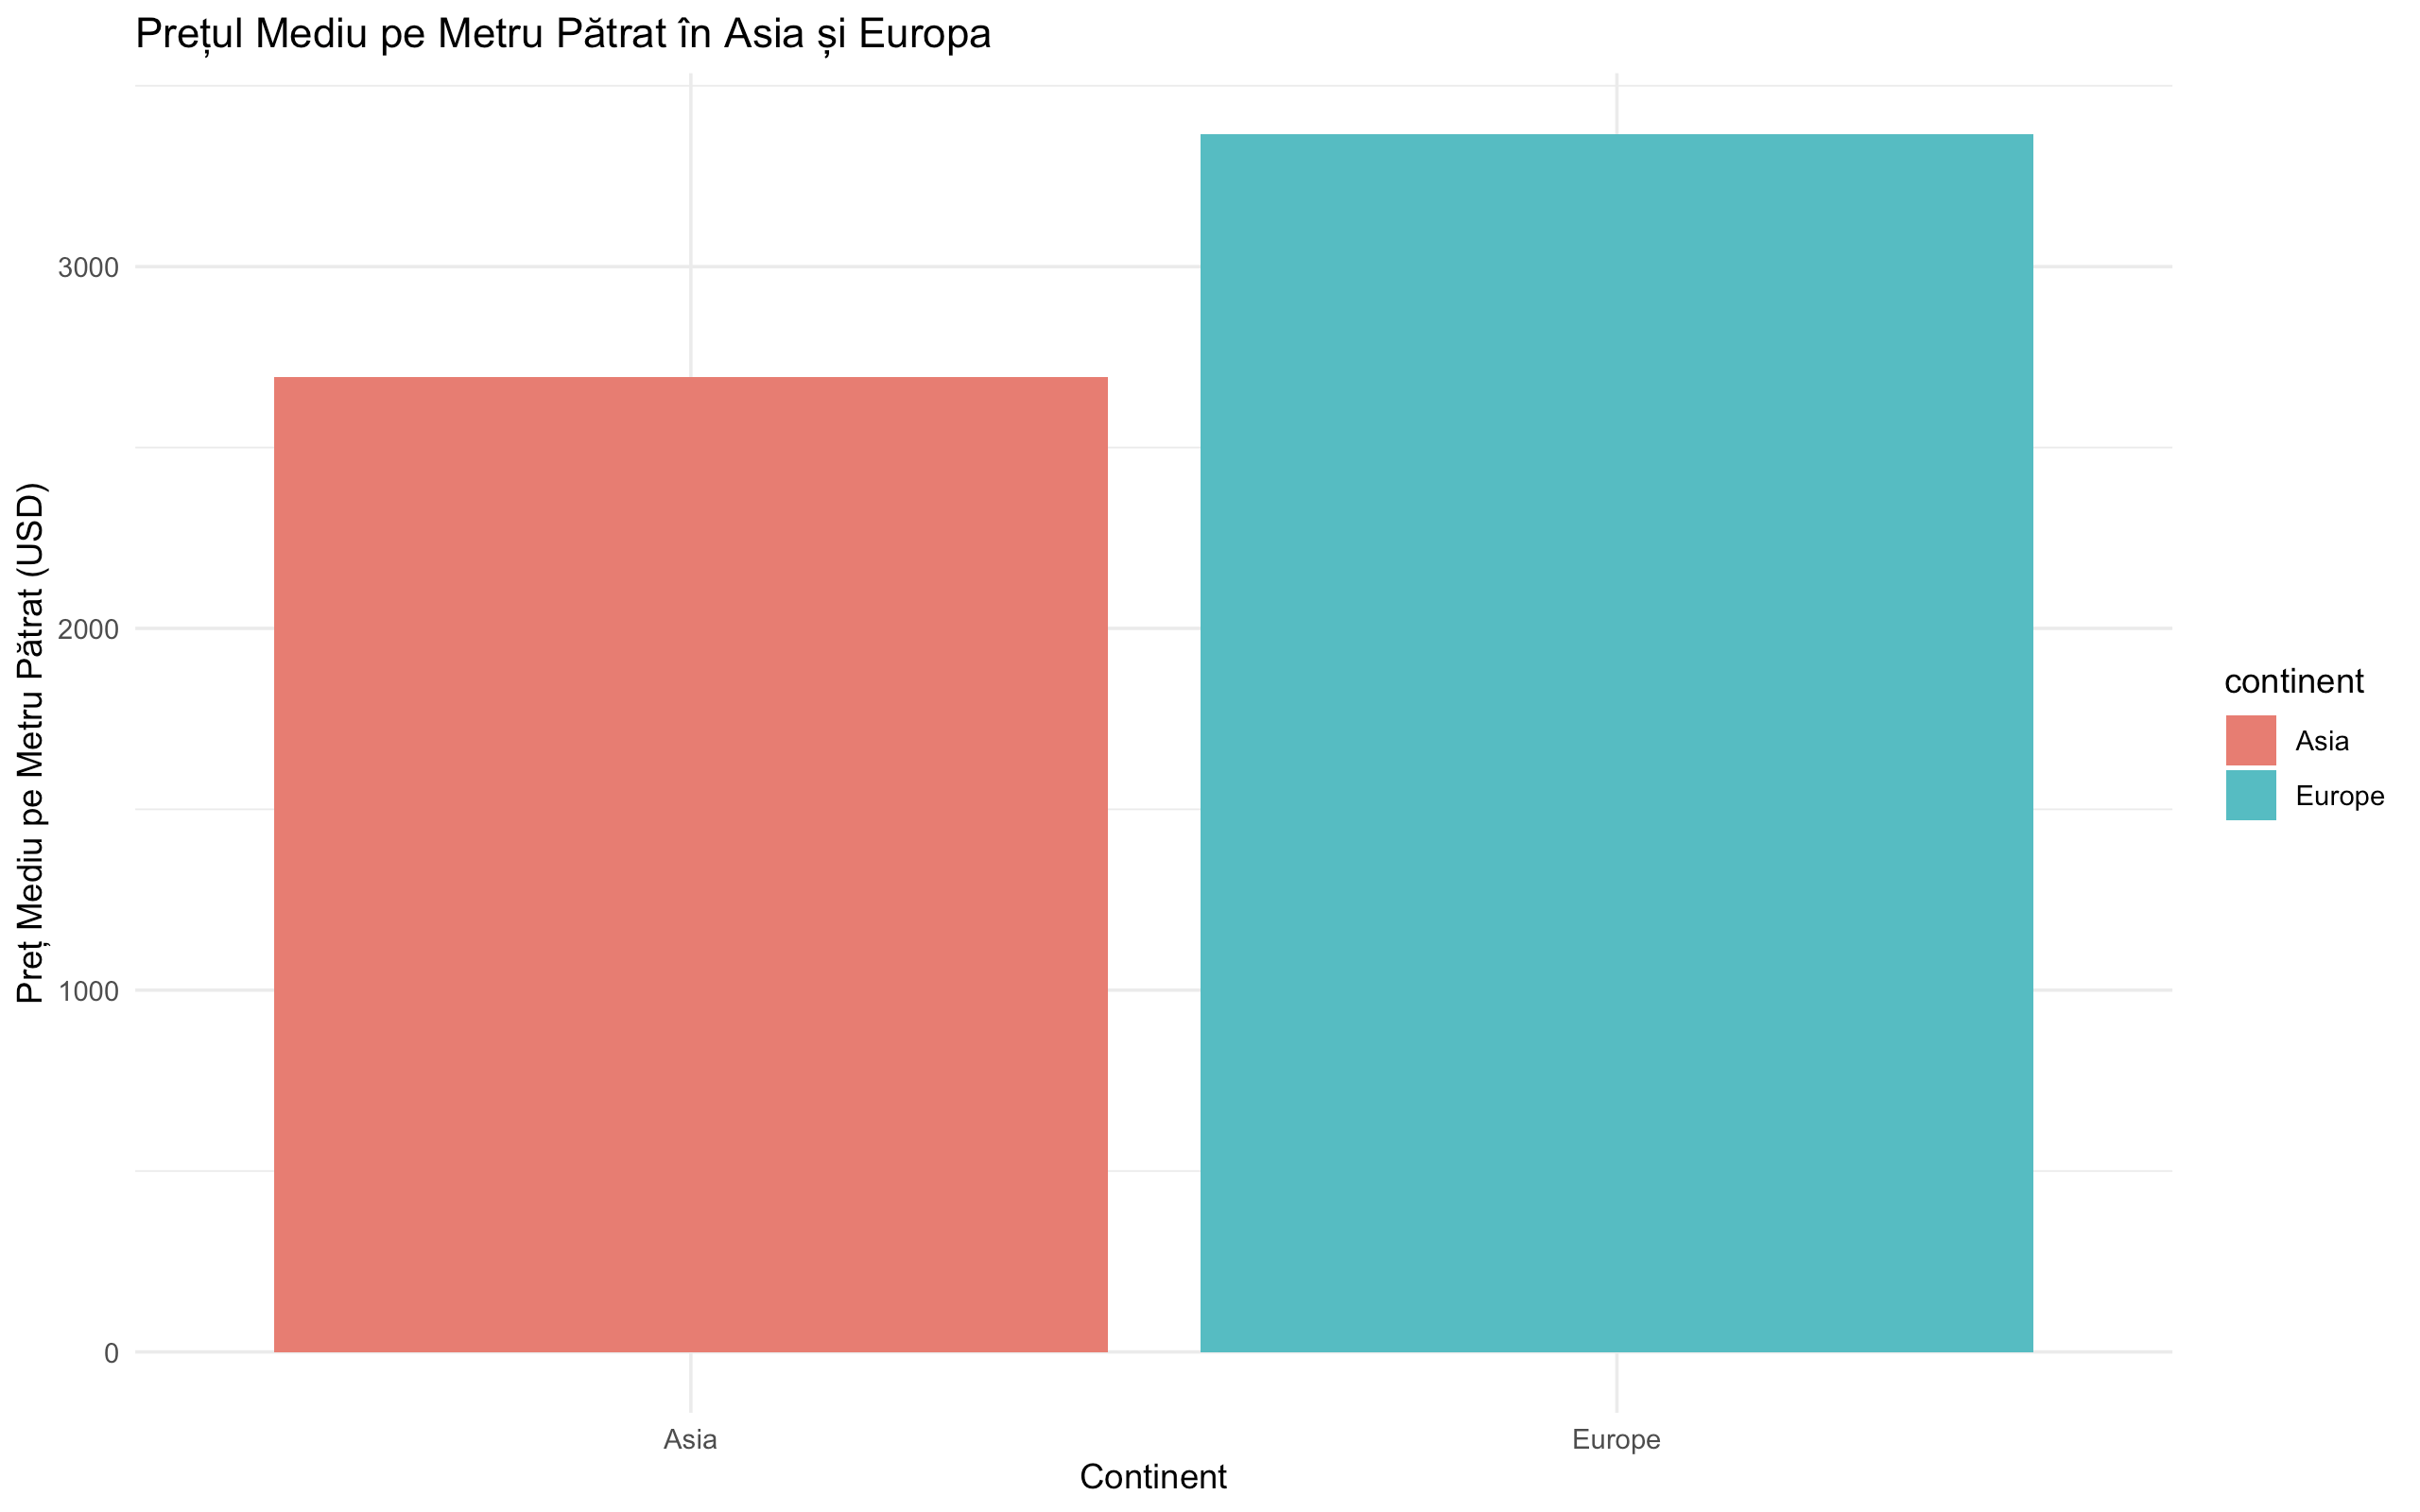 Prețul Mediu pe Metru Pătrat în Asia și Europa
Preț Mediu pe Metru Pătrat (USD)
3000
2000
1000
0
Asia
Europe
Continent
continent
Asia
Europe